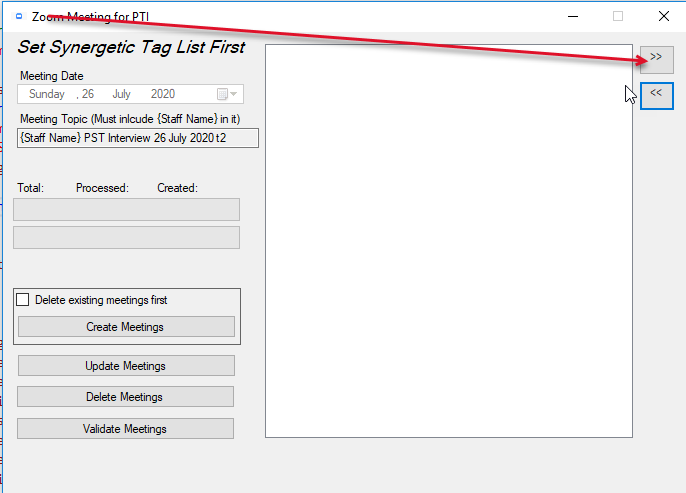 Zoom Meeting for PTI
Set Synergetic Tag List First
Meeting Date
Sunday , 26 July 2020
Meeting Topic (Must inlcude {Staff Name} in it)
{Staff Name} PST Interview 26 July 2020 t2
Total: Processed: Created:
Delete existing meetings first
Create Meetings
Update Meetings
Delete Meetings
Validate Meetings
>>
<<